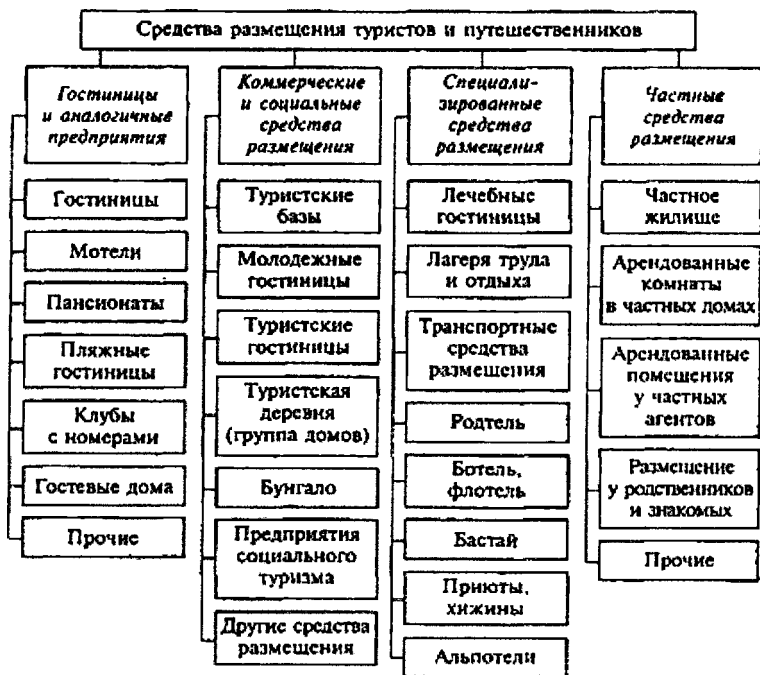 Средства размещения туристов и путешественников
Гостиницы
и аналогичные
предприятия
Гостиницы
Мотели
Пансионаты
Пляжные
гостиницы
Клубы
с номерами
Гостевые дома
Прочие
Коммерческие
и социальные
средства
размещения
Туристские
базы
Молодежные
гостиницы
Туристские
гостиницы
Туристская
деревня
(группа домов)
Бунгало
Предприятия
социального
туризма
Другие средства
размещения
Специали-
зированные
средства
размещения
Лечебные
гостиницы
Лагеря труда
и отдыха
Транспортные
средства
размещения
Родтель
Ботель,
флотель
Бастай
Приюты,
хижины
Альпотели
Частные
средства
размещения
Частное
жилище
Арендованные
комнаты
в частных домах
Арендованные
помещения
у частных
агентов
Размещение
у родственников
и знакомых
Прочие